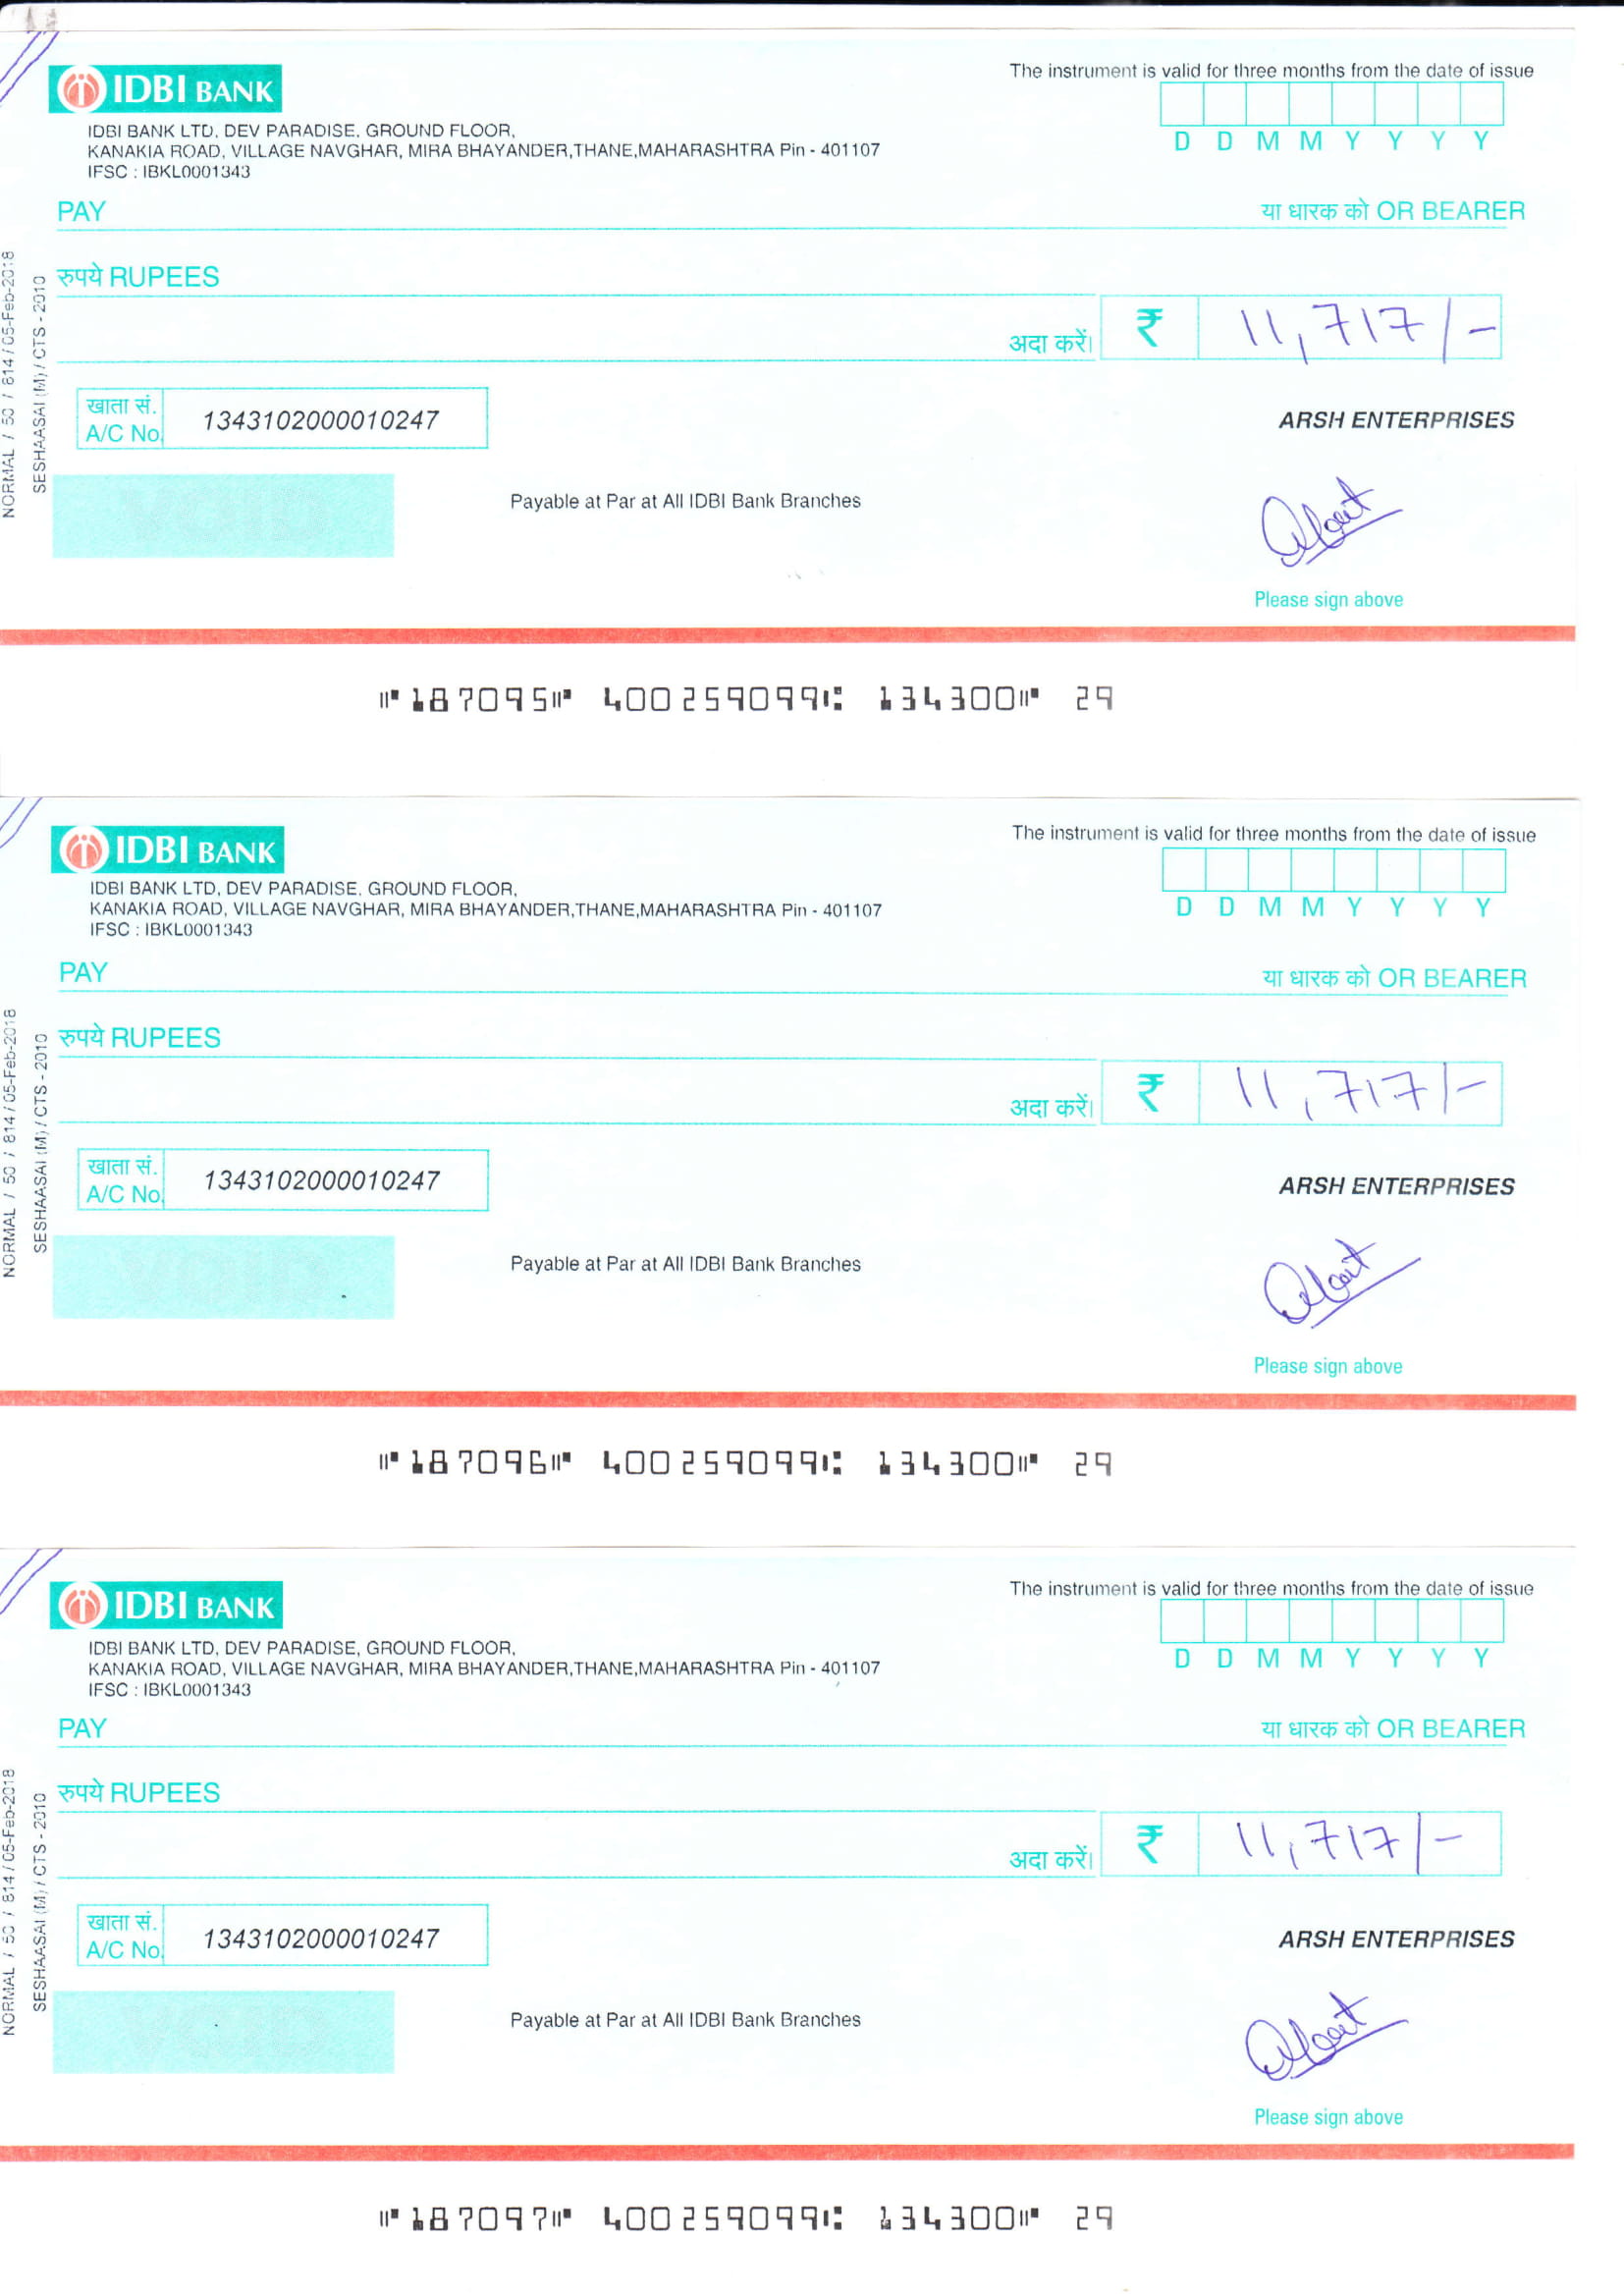 IDBI BANK
The instrument is valid for three months from the date of issue
D D M M Y Y Y Y
IDBI BANK LTD, DEV PARADISE, GROUND FLOOR,
KANAKIA ROAD, VILLAGE NAVGHAR, MIRA BHAYANDER,THANE,MAHARASHTRA Pin - 401107
IFSC : IBKL0001343
PAY
या धारक को OR BEARER
रुपये RUPEES
अदा करें।
₹ 11,717/-
खाता सं.
A/C No.
1343102000010247
ARSH ENTERPRISES
VOID
Payable at Par at All IDBI Bank Branches
Please sign above
NORMAL / 50 / 814 / 05-Feb-2018
SESHAASAI (M) / CTS - 2010
⑈187095⑈ 400259099⑆ 134300⑈ 29
IDBI BANK
The instrument is valid for three months from the date of issue
D D M M Y Y Y Y
IDBI BANK LTD, DEV PARADISE, GROUND FLOOR,
KANAKIA ROAD, VILLAGE NAVGHAR, MIRA BHAYANDER,THANE,MAHARASHTRA Pin - 401107
IFSC : IBKL0001343
PAY
या धारक को OR BEARER
रुपये RUPEES
अदा करें।
₹ 11,717/-
खाता सं.
A/C No.
1343102000010247
ARSH ENTERPRISES
VOID
Payable at Par at All IDBI Bank Branches
Please sign above
NORMAL / 50 / 814 / 05-Feb-2018
SESHAASAI (M) / CTS - 2010
⑈187096⑈ 400259099⑆ 134300⑈ 29
IDBI BANK
The instrument is valid for three months from the date of issue
D D M M Y Y Y Y
IDBI BANK LTD, DEV PARADISE, GROUND FLOOR,
KANAKIA ROAD, VILLAGE NAVGHAR, MIRA BHAYANDER,THANE,MAHARASHTRA Pin - 401107
IFSC : IBKL0001343
PAY
या धारक को OR BEARER
रुपये RUPEES
अदा करें।
₹ 11,717/-
खाता सं.
A/C No.
1343102000010247
ARSH ENTERPRISES
VOID
Payable at Par at All IDBI Bank Branches
Please sign above
NORMAL / 50 / 814 / 05-Feb-2018
SESHAASAI (M) / CTS - 2010
⑈187097⑈ 400259099⑆ 134300⑈ 29